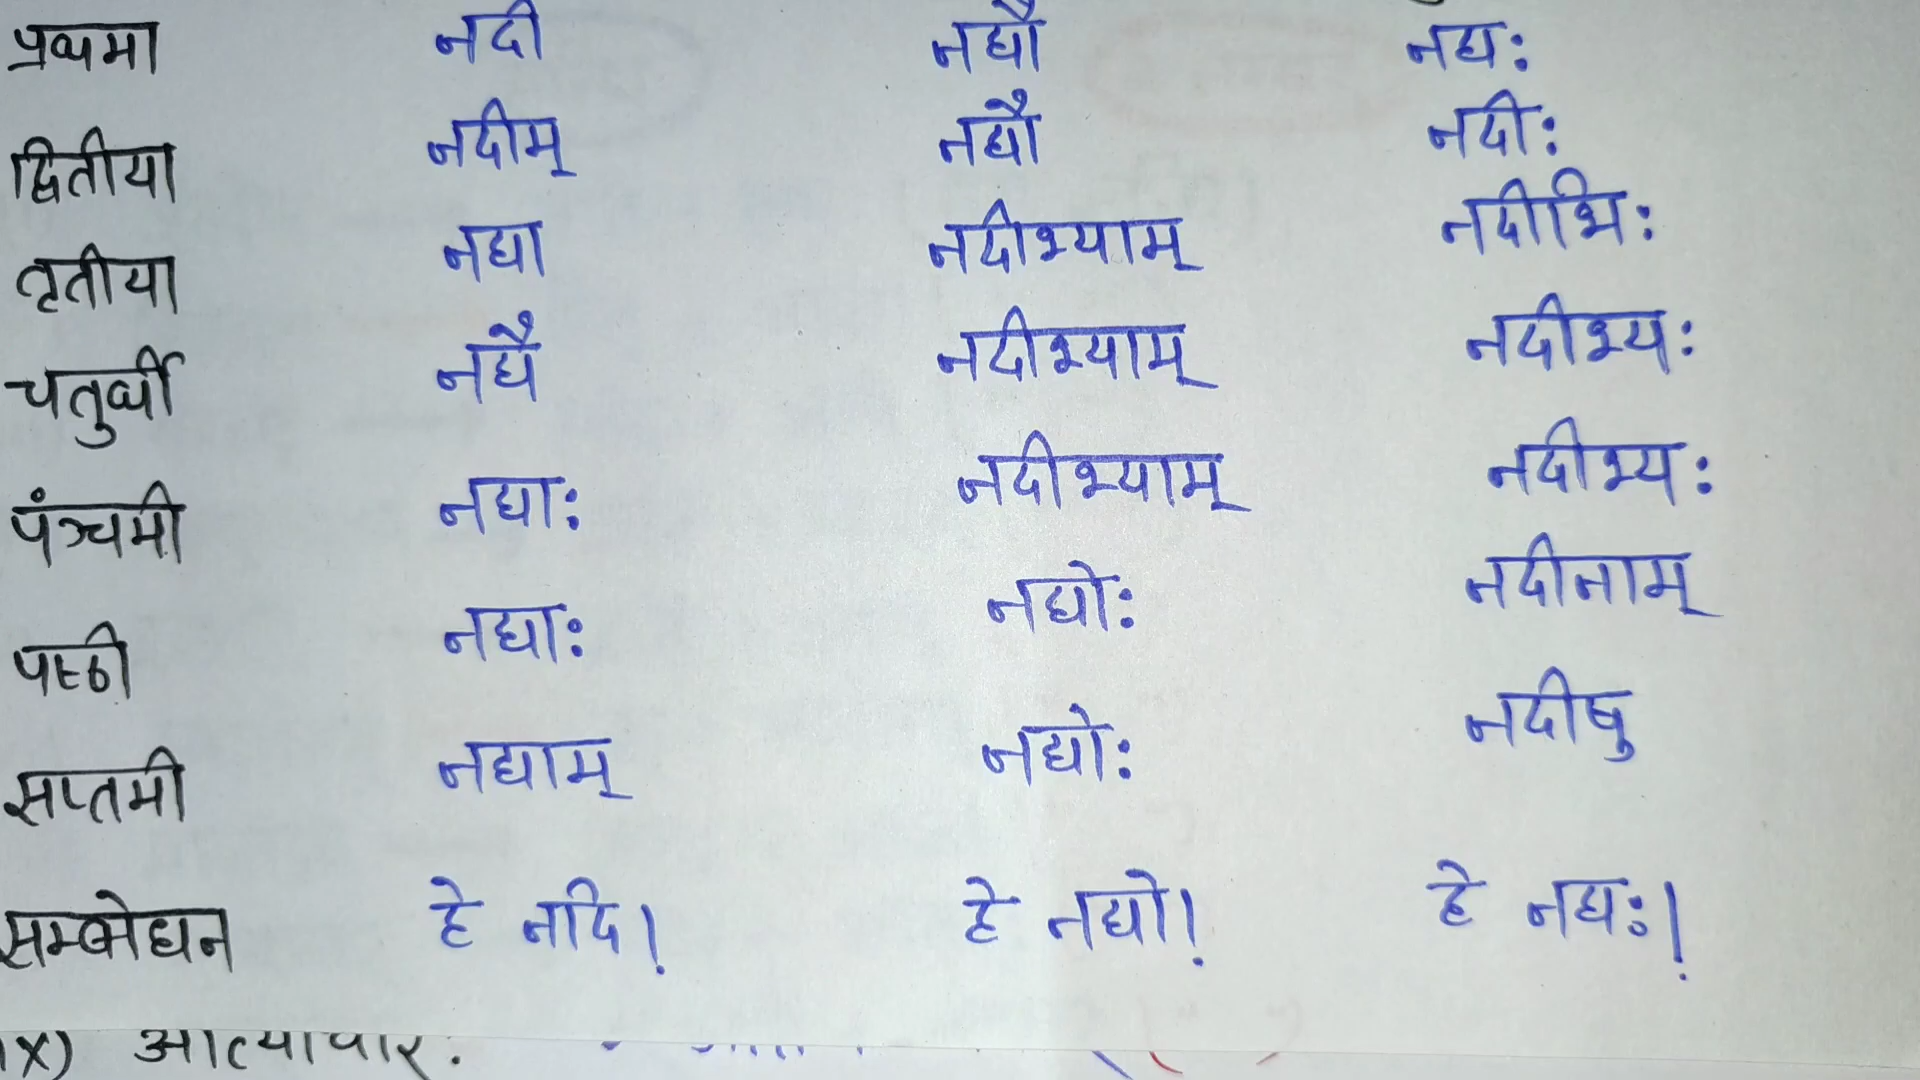 प्रथमा नदी नद्यौ नद्यः
द्वितीया नदीम् नद्यौ नदीः
तृतीया नद्या नदीभ्याम् नदीभिः
चतुर्थी नद्यै नदीभ्याम् नदीभ्यः
पंञ्चमी नद्याः नदीभ्याम् नदीभ्यः
षष्ठी नद्याः नद्योः नदीनाम्
सप्तमी नद्याम् नद्योः नदीषु
सम्बोधन हे नदि! हे नद्यो! हे नद्यः!